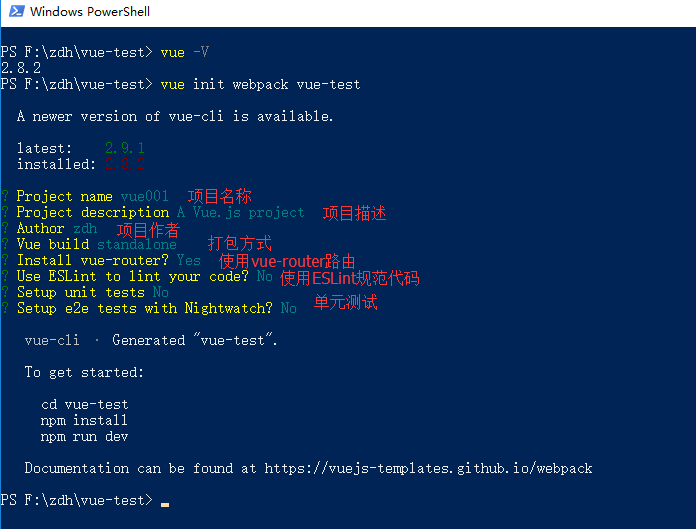 Windows PowerShell
PS F:\zdh\vue-test> vue -V
2.8.2
PS F:\zdh\vue-test> vue init webpack vue-test
A newer version of vue-cli is available.
latest: 2.9.1
installed: 2.8.2
? Project name vue001 项目名称
? Project description A Vue.js project 项目描述
? Author zdh 项目作者
? Vue build standalone 打包方式
? Install vue-router? Yes 使用vue-router路由
? Use ESLint to lint your code? No 使用ESLint规范代码
? Setup unit tests No
? Setup e2e tests with Nightwatch? No 单元测试
vue-cli · Generated "vue-test".
To get started:
cd vue-test
npm install
npm run dev
Documentation can be found at https://vuejs-templates.github.io/webpack
PS F:\zdh\vue-test>